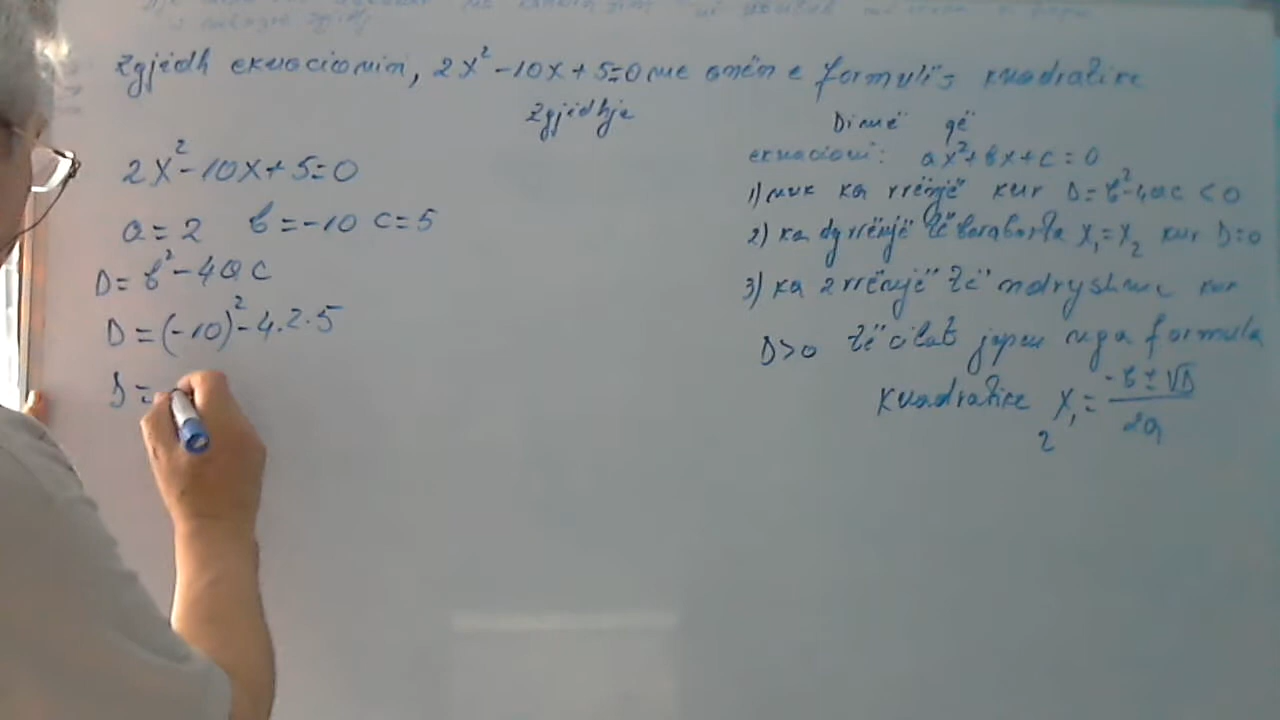 Zgjidh ekuacionin, 2x²-10x+5=0 me anën e formulës kuadratike
Zgjidhje
2x²-10x+5=0
a=2 b=-10 c=5
D=b²-4ac
D=(-10)²-4.2.5
D=
Dimë që
ekuacioni: ax²+bx+c=0
1) nuk ka rrënjë kur D=b²-4ac<0
2) ka dy rrënjë të barabarta x₁=x₂ kur D=0
3) ka 2 rrënjë të ndryshme kur
D>0 të cilat jepen nga formula
kuadratike x₁,₂ = (-b±√D)/2a